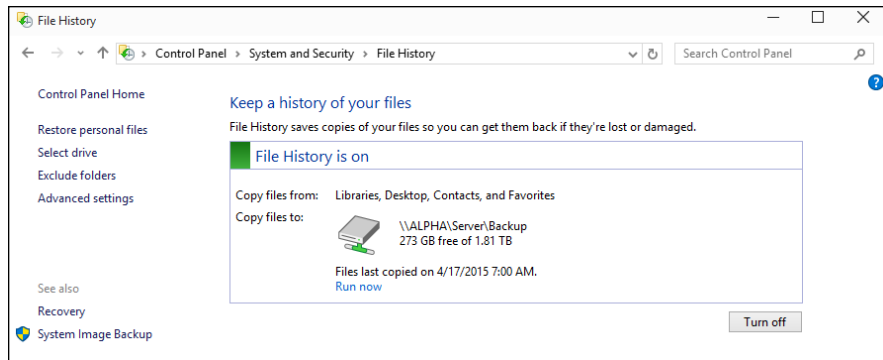 File History
Control Panel > System and Security > File History
Search Control Panel
?
Control Panel Home
Restore personal files
Select drive
Exclude folders
Advanced settings
Keep a history of your files
File History saves copies of your files so you can get them back if they're lost or damaged.
File History is on
Copy files from: Libraries, Desktop, Contacts, and Favorites
Copy files to:
\\ALPHA\Server\Backup
273 GB free of 1.81 TB
Files last copied on 4/17/2015 7:00 AM.
Run now
Turn off
See also
Recovery
System Image Backup